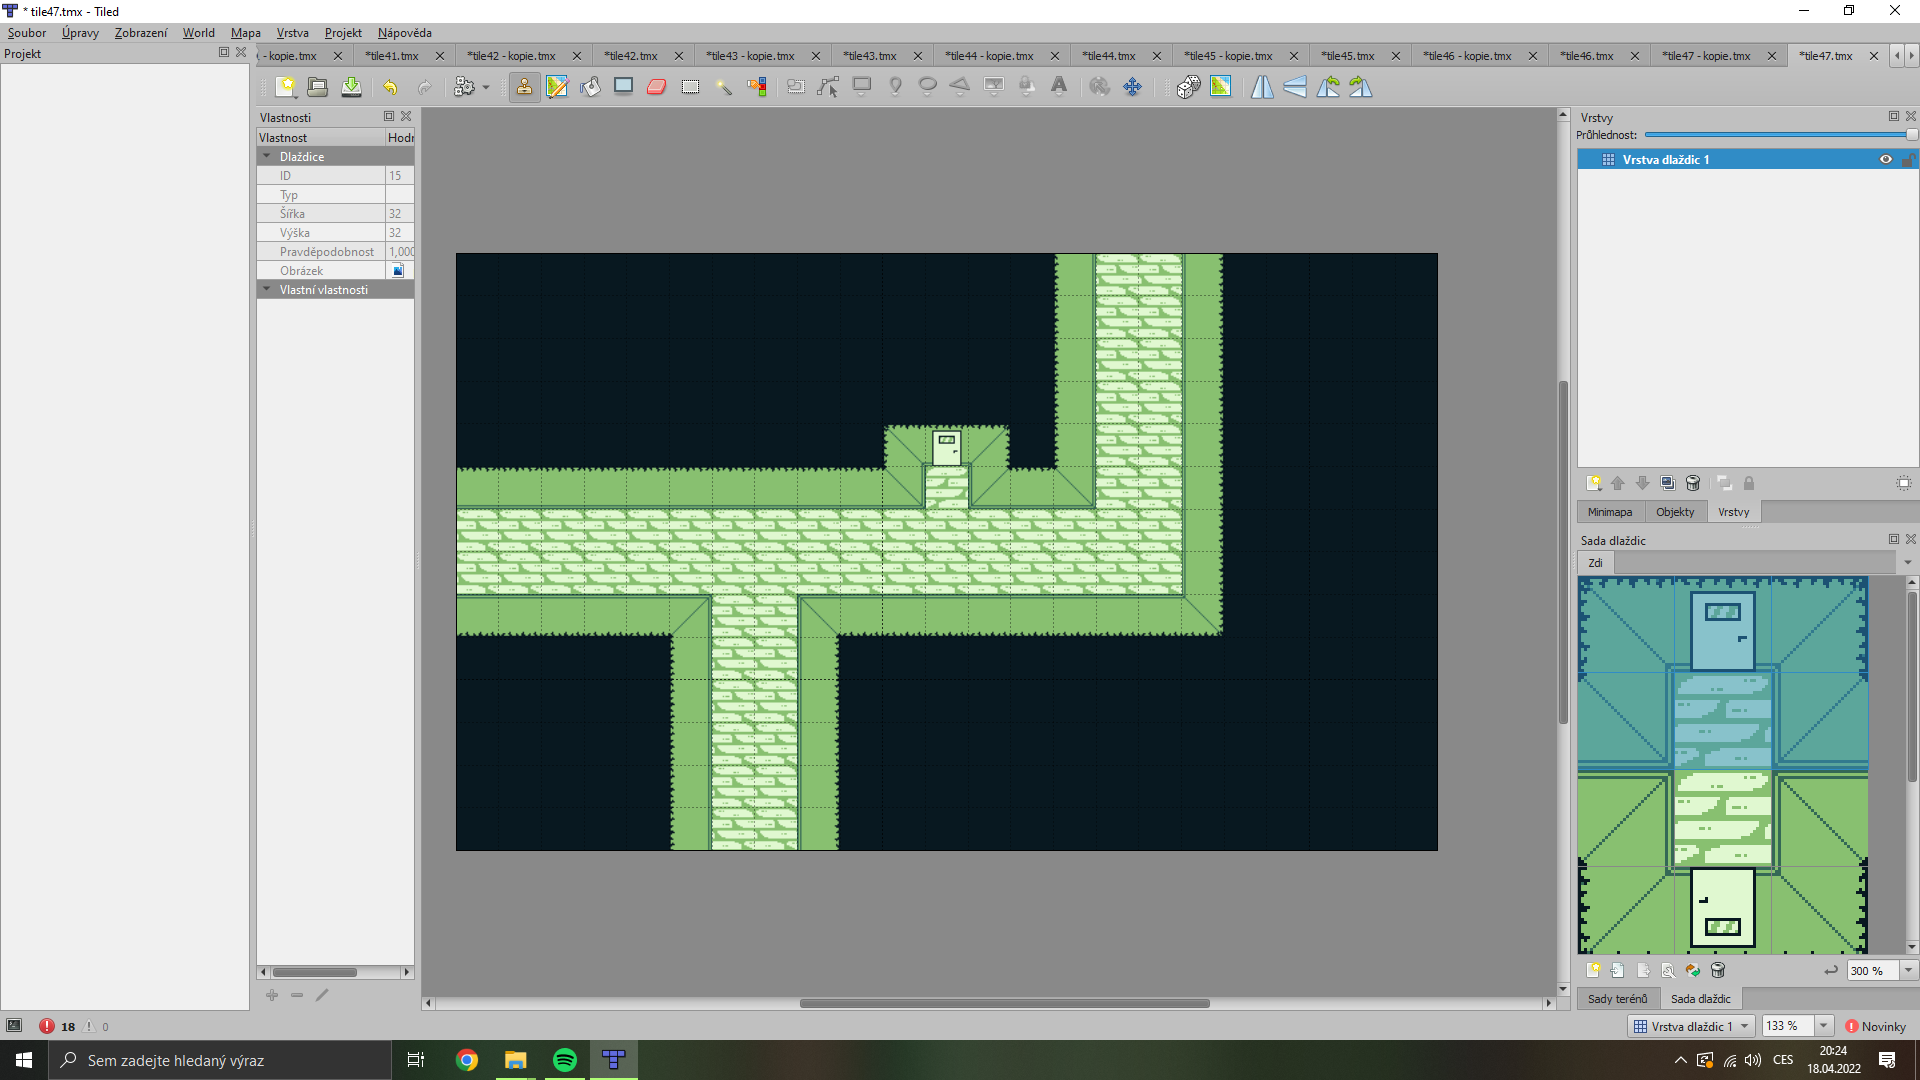 * tile47.tmx - Tiled
Soubor Úpravy Zobrazení World Mapa Vrstva Projekt Nápověda
Projekt
- kopie.tmx *tile41.tmx *tile42 - kopie.tmx *tile42.tmx *tile43 - kopie.tmx *tile43.tmx *tile44 - kopie.tmx *tile44.tmx *tile45 - kopie.tmx *tile45.tmx *tile46 - kopie.tmx *tile46.tmx *tile47 - kopie.tmx *tile47.tmx
Vlastnosti
Vlastnost Hodr
Dlaždice
ID 15
Typ
Šířka 32
Výška 32
Pravděpodobnost 1,000
Obrázek
Vlastní vlastnosti
Vrstvy
Průhlednost:
Vrstva dlaždic 1
Minimapa Objekty Vrstvy
Sada dlaždic
Zdi
300 %
Sady terénů Sada dlaždic
18 0
Vrstva dlaždic 1 133 % Novinky
Sem zadejte hledaný výraz
CES
20:24
18.04.2022